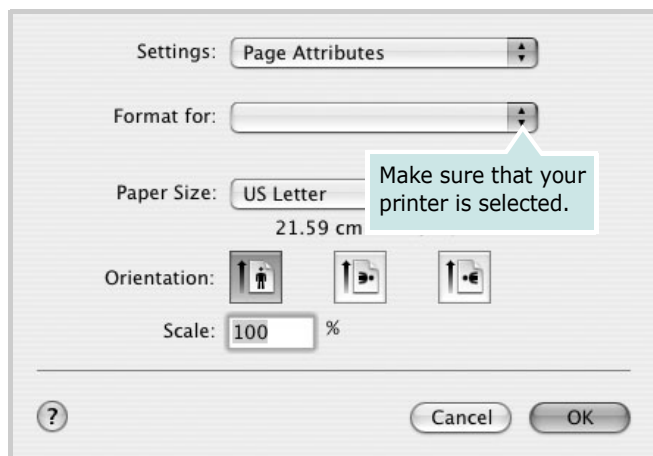 Settings: Page Attributes
Format for:
Make sure that your
printer is selected.
Paper Size: US Letter
21.59 cm
Orientation:
Scale: 100 %
? Cancel OK